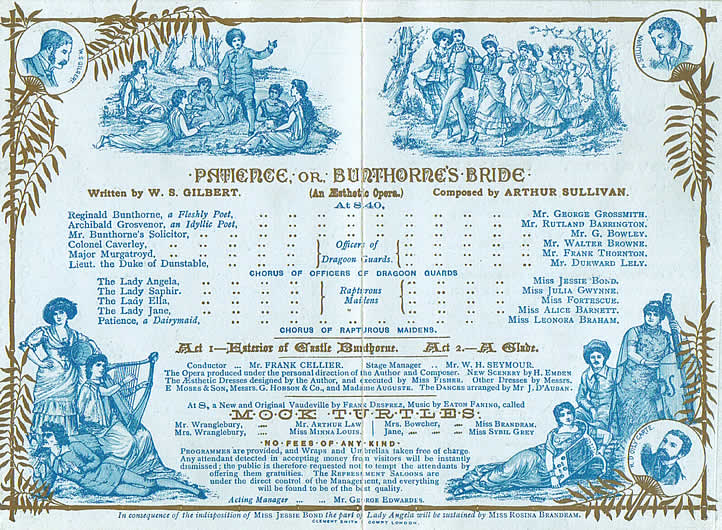 W.S. GILBERT.
PATIENCE, OR, BUNTHORNE'S BRIDE
Written by W. S. GILBERT. (An Æsthetic Opera.) Composed by ARTHUR SULLIVAN.
At 8.40,
Reginald Bunthorne, a Fleshly Poet, Mr. GEORGE GROSSMITH.
Archibald Grosvenor, an Idyllic Poet, Mr. RUTLAND BARRINGTON.
Mr. Bunthorne's Solicitor, Mr. G. BOWLEY.
Colonel Caverley, Officers of Mr. WALTER BROWNE.
Major Murgatroyd, Dragoon Guards. Mr. FRANK THORNTON.
Lieut. the Duke of Dunstable, Mr. DURWARD LELY.
CHORUS OF OFFICERS OF DRAGOON GUARDS
The Lady Angela, Miss JESSIE BOND.
The Lady Saphir, Rapturous Miss JULIA GWYNNE.
The Lady Ella, Maidens Miss FORTESCUE.
The Lady Jane, Miss ALICE BARNETT.
Patience, a Dairymaid, Miss LEONORA BRAHAM.
CHORUS OF RAPTUROUS MAIDENS.
Act 1—Exterior of Castle Bunthorne. Act 2.—A Glade.
Conductor ... Mr. FRANK CELLIER. Stage Manager .. Mr. W. H. SEYMOUR.
The Opera produced under the personal direction of the Author and Composer. New Scenery by H. EMDEN
The Æsthetic Dresses designed by the Author, and executed by MISS FISHER. Other Dresses by MESSRS.
E. MOSES & SON, MESSRS. G. HOBSON & CO., and MADAME AUGUSTE. The DANCES arranged by Mr J. D'AUBAN.
At 8, a New and Original Vaudeville by FRANK DESPREZ, Music by EATON FANING, called
MOCK TURTLES.
Mr. Wranglebury, Mr. ARTHUR LAW Mrs. Bowcher, Miss BRANDRAM.
Mrs. Wranglebury, Miss MINNA LOUIS. Jane, Miss SYBIL GREY
NO FEES OF ANY KIND
PROGRAMMES are provided, and Wraps and Umbrellas taken free of charge.
Any attendant detected in accepting money from visitors will be instantly
dismissed; the public is therefore requested not to tempt the attendants by
offering them gratuities. The REFRESHMENT SALOONS are
under the direct control of the Management, and everything
will be found to be of the best quality.
Acting Manager ... ... Mr. GEORGE EDWARDES.
R. D'OYLY CARTE
In consequence of the indisposition of MISS JESSIE BOND the part of Lady Angela will be sustained by MISS ROSINA BRANDRAM.
CLEMENT SMITH COMPY LONDON.